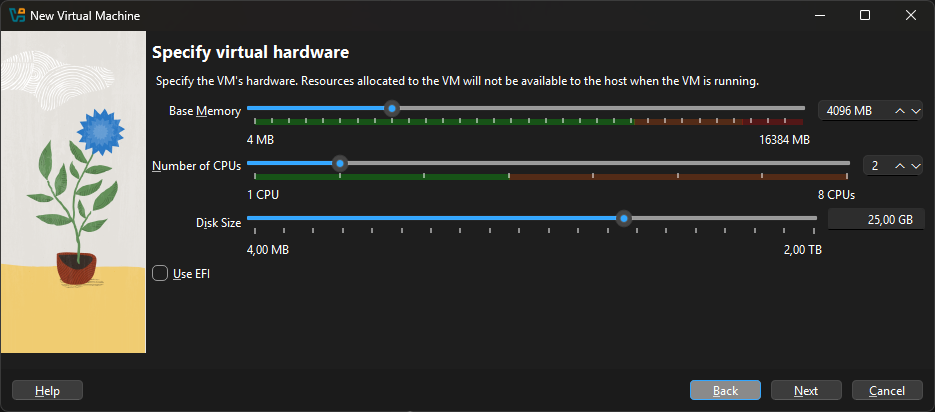 New Virtual Machine
Specify virtual hardware
Specify the VM's hardware. Resources allocated to the VM will not be available to the host when the VM is running.
Base Memory 4096 MB
4 MB 16384 MB
Number of CPUs 2
1 CPU 8 CPUs
Disk Size 25,00 GB
4,00 MB 2,00 TB
Use EFI
Help Back Next Cancel